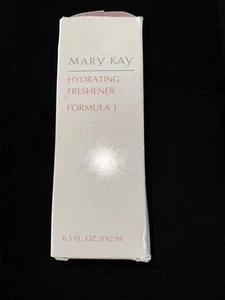 MARY KAY
HYDRATING
FRESHENER
FORMULA 1
6.5 FL. OZ./192 ml